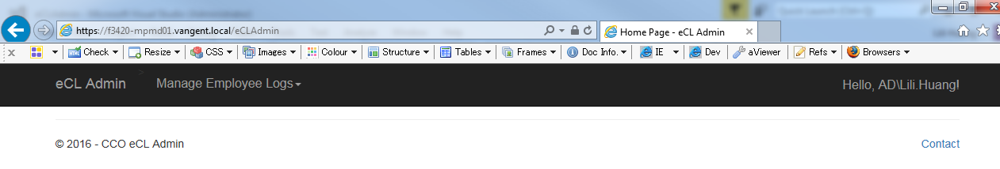 https://f3420-mpmd01.vangent.local/eCLAdmin
Home Page - eCL Admin
x Check Resize CSS Images Colour Structure Tables Frames Doc Info. IE Dev aViewer Refs Browsers
eCL Admin > Manage Employee Logs Hello, AD\Lili.Huang!
© 2016 - CCO eCL Admin Contact